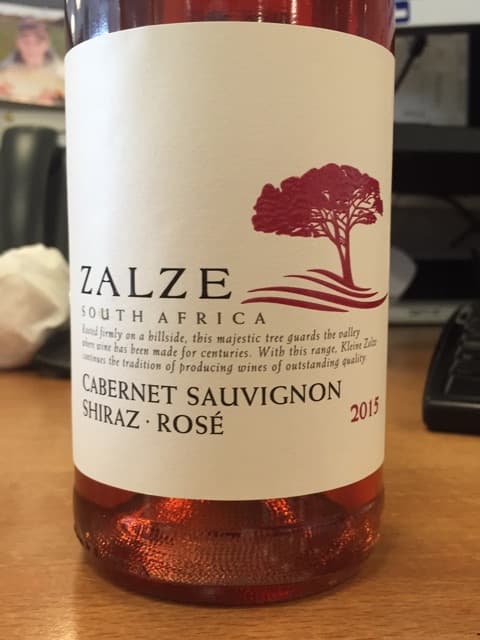 ZALZE
SOUTH AFRICA
Rooted firmly on a hillside, this majestic tree guards the valley
where wine has been made for centuries. With this range, Kleine Zalze
continues the tradition of producing wines of outstanding quality.
CABERNET SAUVIGNON
SHIRAZ · ROSÉ
2015